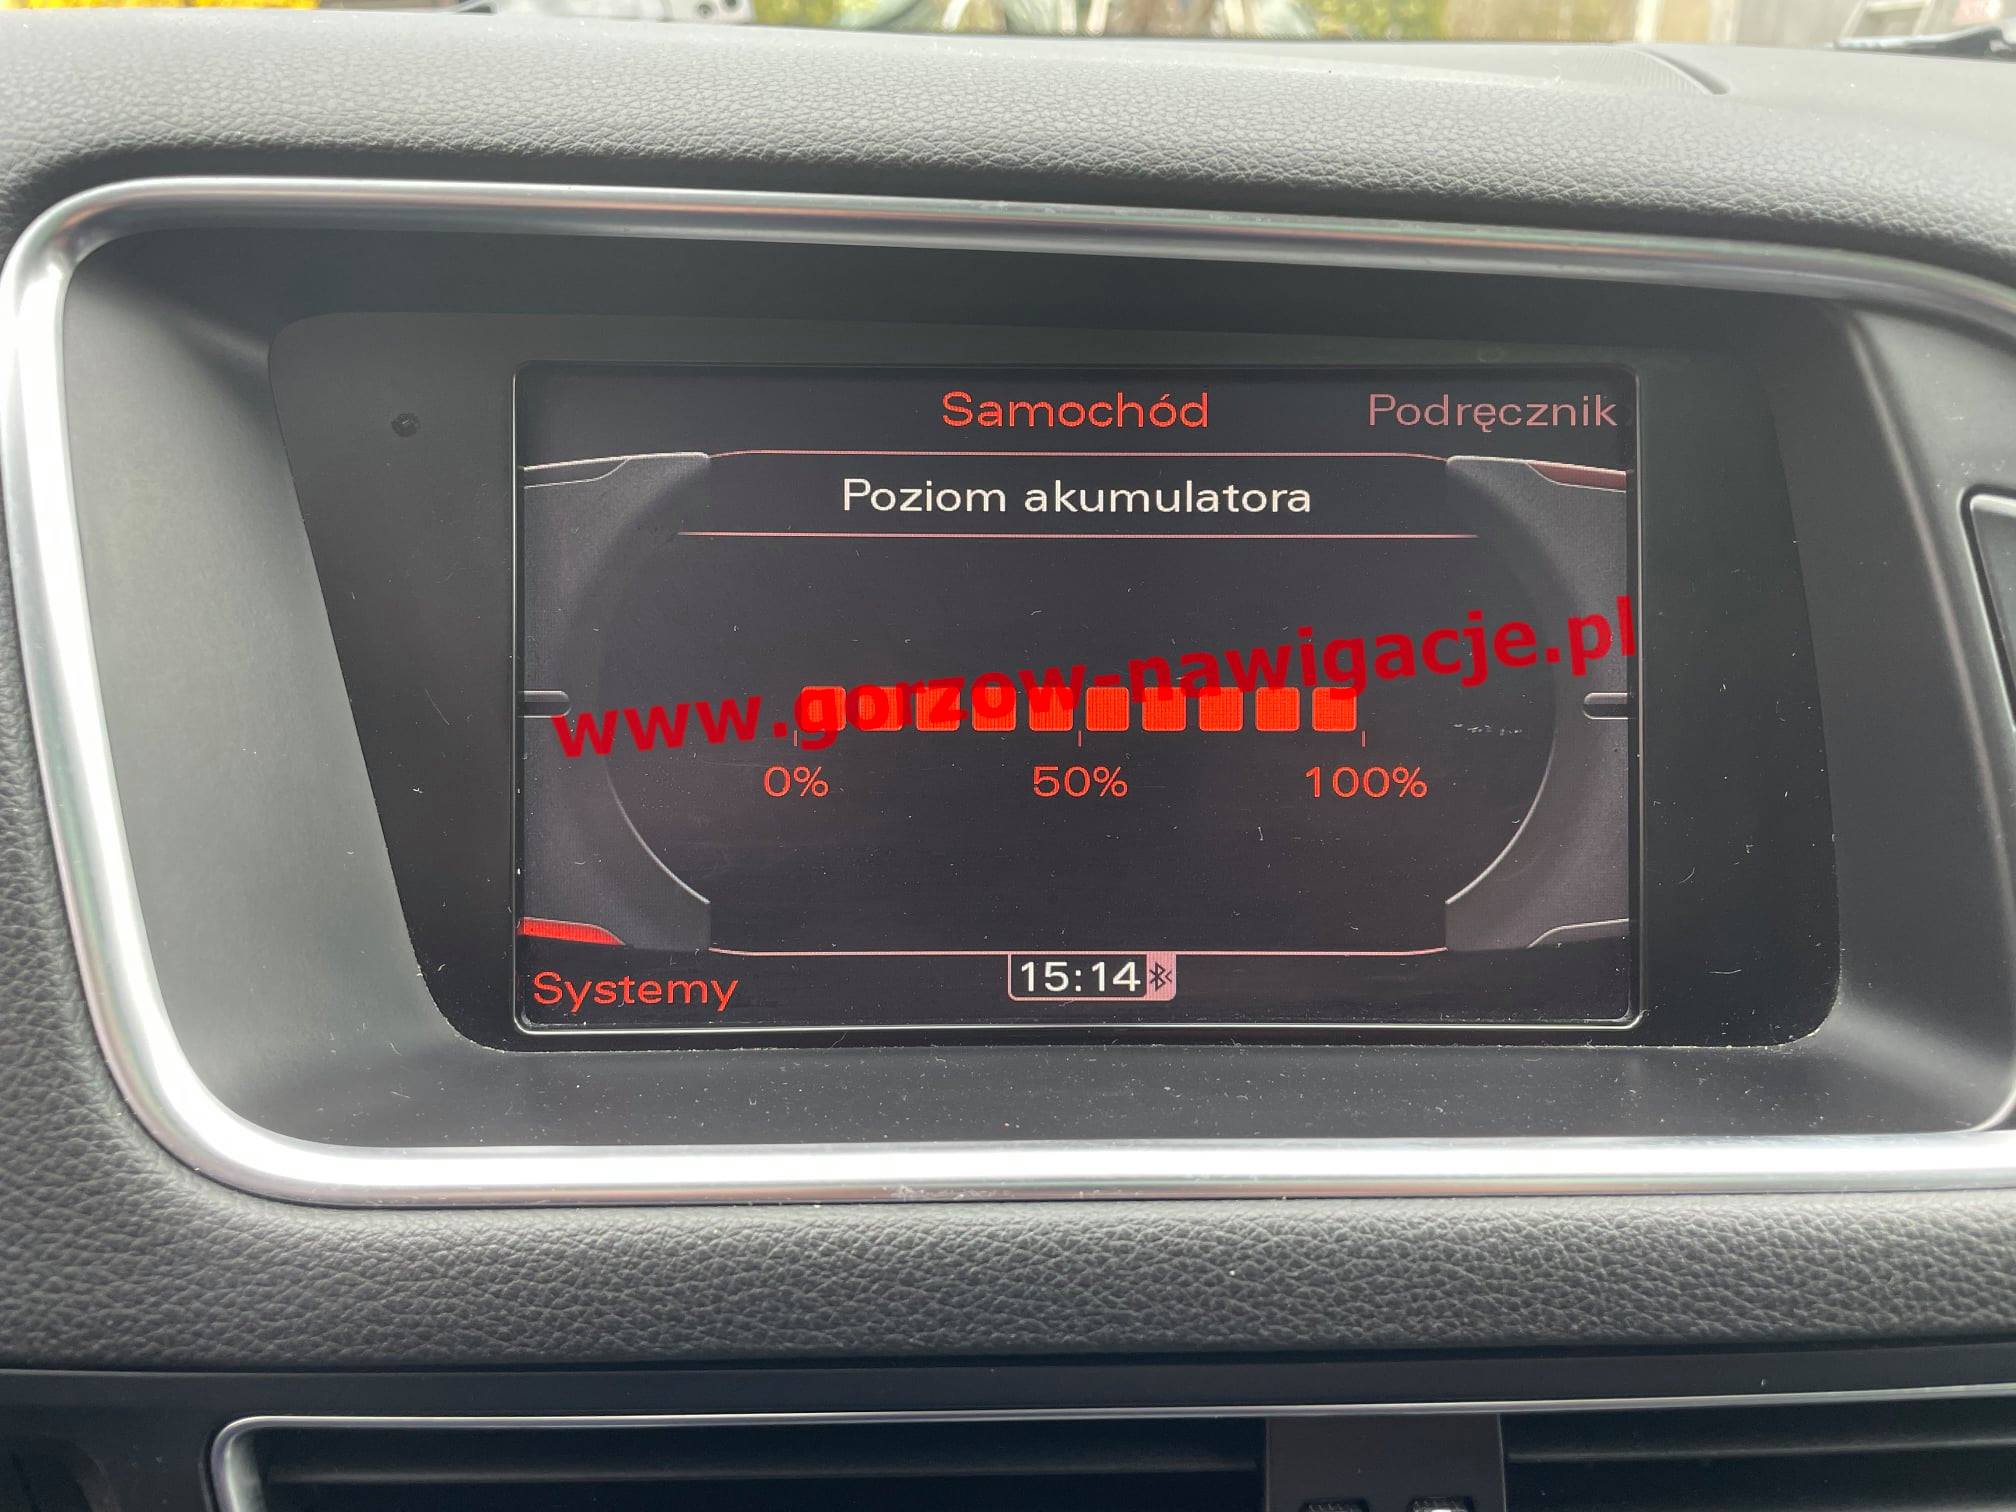 Samochód
Podręcznik
Poziom akumulatora
www.gorzow-nawigacje.pl
0%
50%
100%
Systemy
15:14